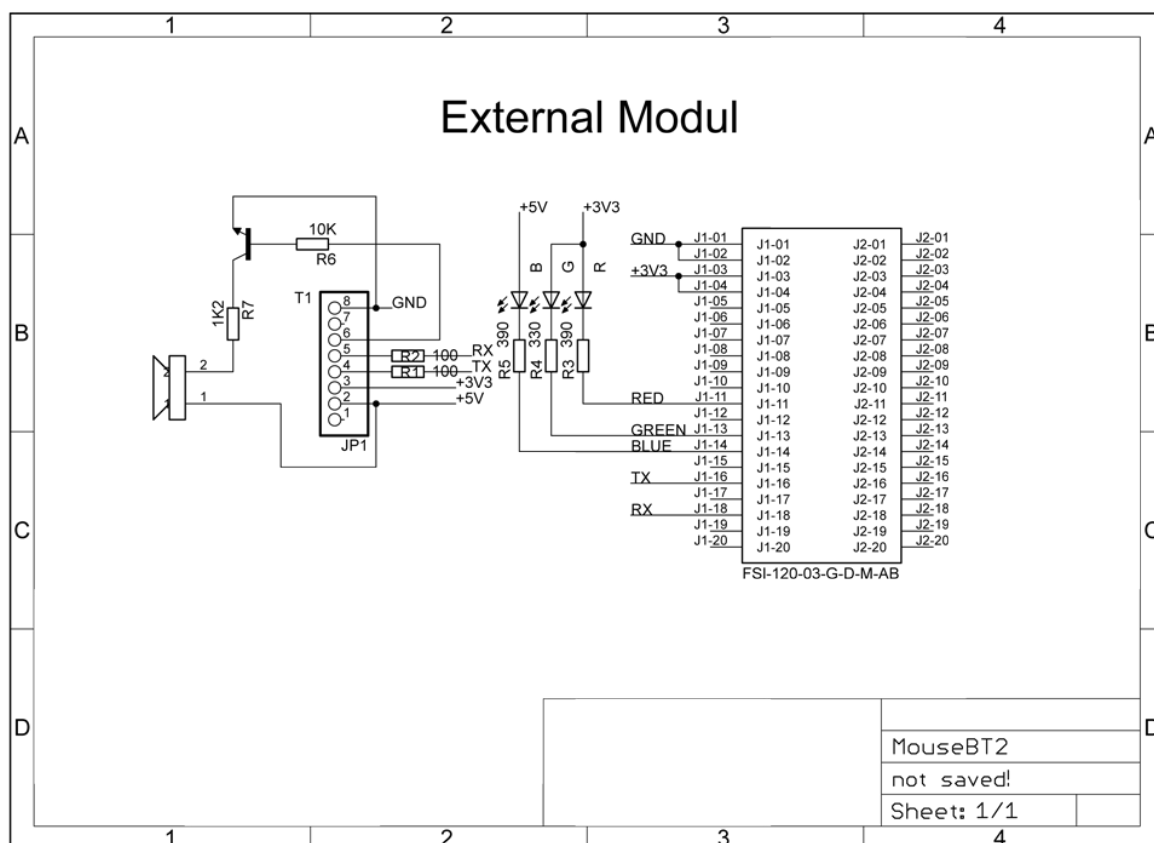 1 2 3 4
A A
External Modul
10K
R6
1K2
R7
T1
8 GND
7
6
5 R2 100 RX
4 R1 100 TX
3 +3V3
2 +5V
1
JP1
2
1
2
1
+5V +3V3
B G R
390 330 390
R5 R4 R3
GND J1-01 J1-01 J2-01 J2-01
J1-02 J1-02 J2-02 J2-02
+3V3 J1-03 J1-03 J2-03 J2-03
J1-04 J1-04 J2-04 J2-04
J1-05 J1-05 J2-05 J2-05
J1-06 J1-06 J2-06 J2-06
J1-07 J1-07 J2-07 J2-07
J1-08 J1-08 J2-08 J2-08
J1-09 J1-09 J2-09 J2-09
J1-10 J1-10 J2-10 J2-10
RED J1-11 J1-11 J2-11 J2-11
J1-12 J1-12 J2-12 J2-12
GREEN J1-13 J1-13 J2-13 J2-13
BLUE J1-14 J1-14 J2-14 J2-14
J1-15 J1-15 J2-15 J2-15
TX J1-16 J1-16 J2-16 J2-16
J1-17 J1-17 J2-17 J2-17
RX J1-18 J1-18 J2-18 J2-18
J1-19 J1-19 J2-19 J2-19
J1-20 J1-20 J2-20 J2-20
FSI-120-03-G-D-M-AB
B B
C C
D D
MouseBT2
not saved!
Sheet: 1/1
1 2 3 4